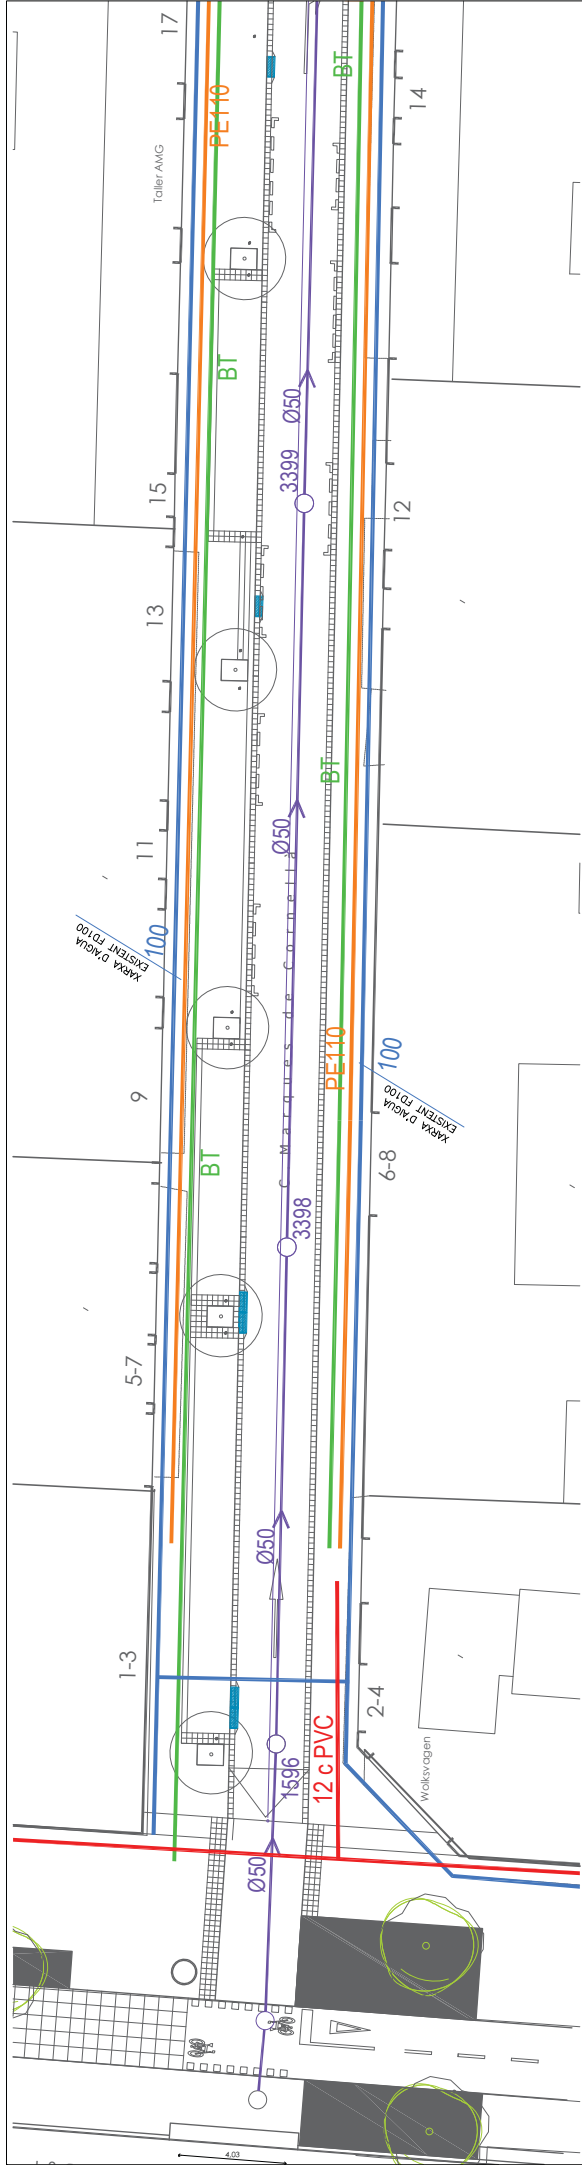 17
PE110
BT
14
Taller AMG
BT
Ø50
3399
15
12
13
BT
Ø50
11
C Marques de Cornellà
XARXA D'AIGUA
EXISTENT FD100
100
PE110
100
XARXA D'AIGUA
EXISTENT FD100
9
BT
6-8
3398
5-7
Ø50
1-3
2-4
12 c PVC
1596
Wolksvagen
Ø50
4,03